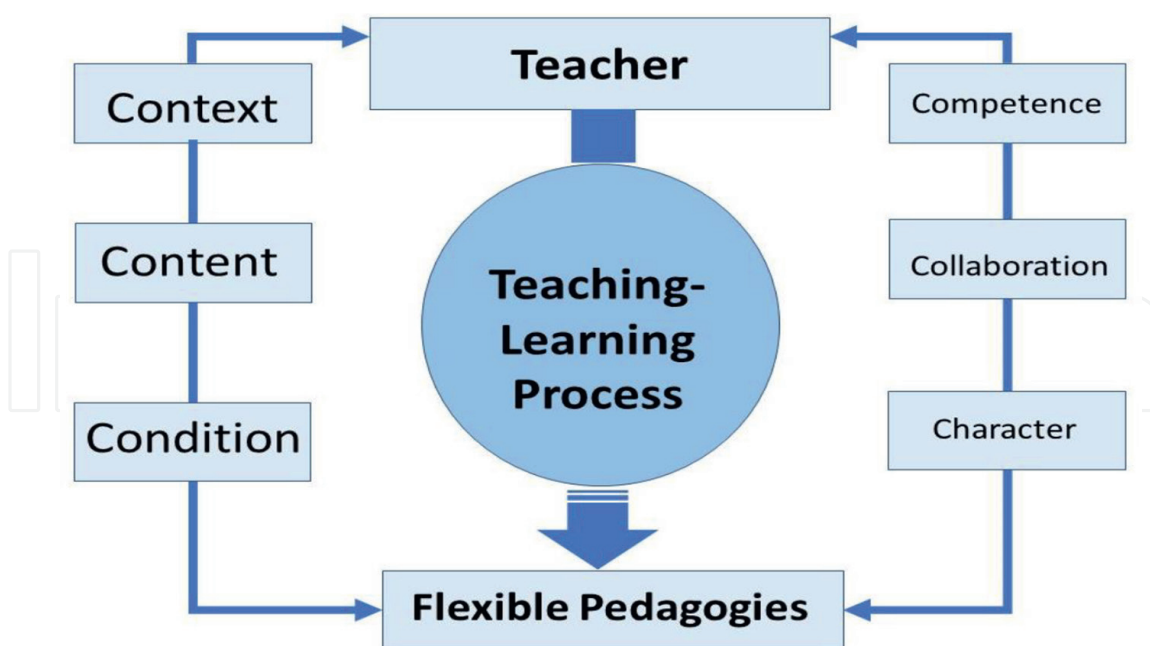 Teacher
Context
Competence
Content
Collaboration
Teaching-
Learning
Process
Condition
Character
Flexible Pedagogies